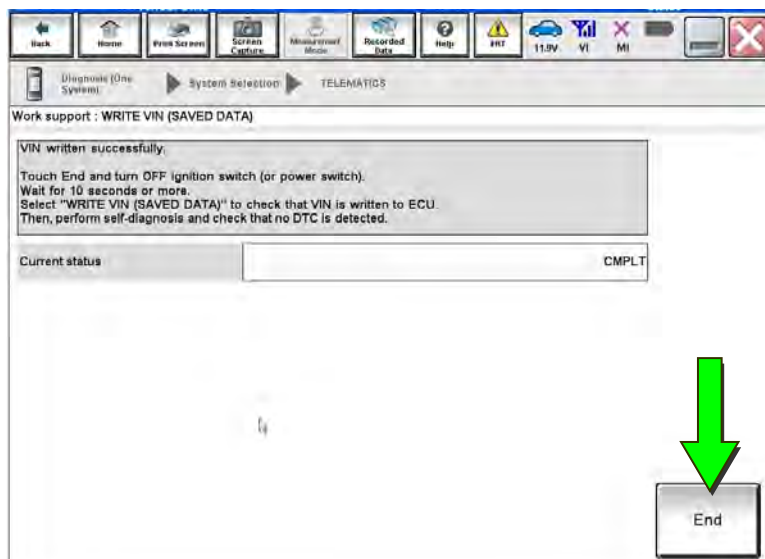 Back
Home
Print Screen
Screen Capture
Measurement Mode
Recorded Data
Help
ERT
11.9V
VI
MI
Diagnosis (One System)
System Selection
TELEMATICS
Work support : WRITE VIN (SAVED DATA)
VIN written successfully.
Touch End and turn OFF ignition switch (or power switch).
Wait for 10 seconds or more.
Select "WRITE VIN (SAVED DATA)" to check that VIN is written to ECU.
Then, perform self-diagnosis and check that no DTC is detected.
Current status
CMPLT
End